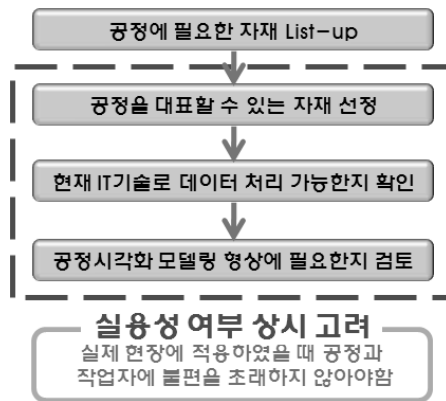 공정에 필요한 자재 List-up
공정을 대표할 수 있는 자재 선정
현재 IT기술로 데이터 처리 가능한지 확인
공정시각화 모델링 형상에 필요한지 검토
실용성 여부 상시 고려
실제 현장에 적용하였을 때 공정과
작업자에 불편을 초래하지 않아야함